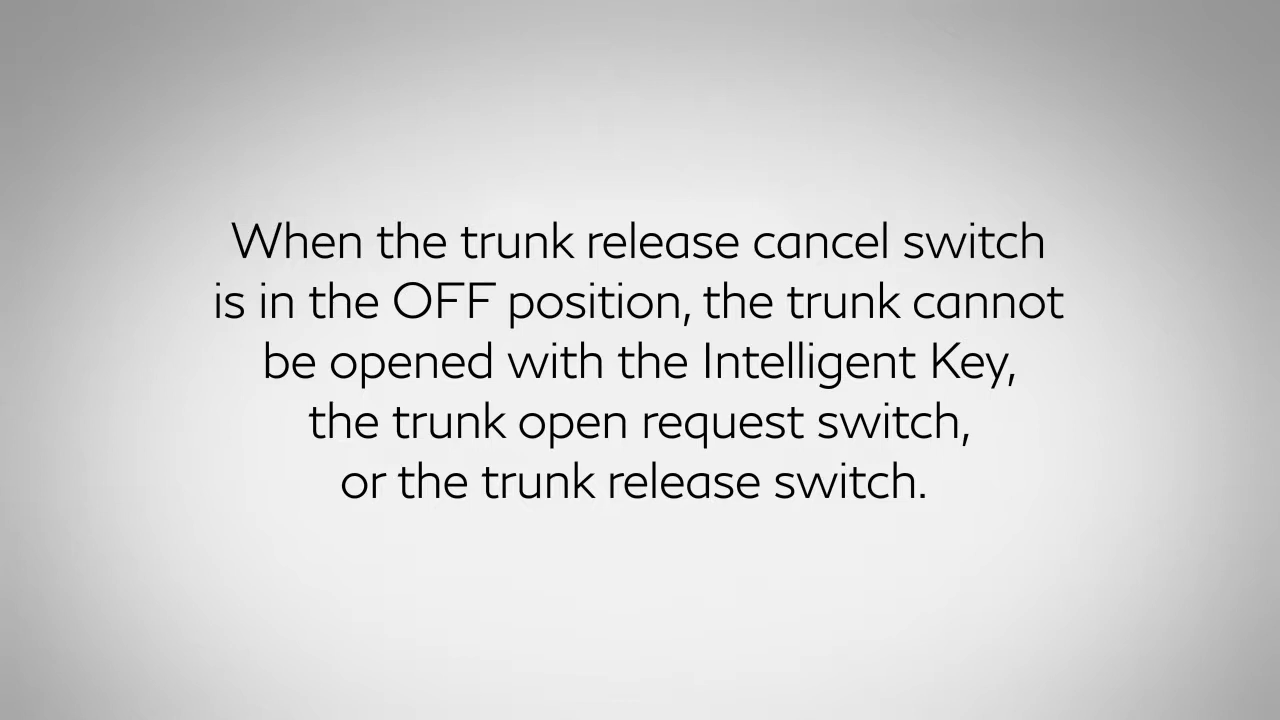 When the trunk release cancel switch
is in the OFF position, the trunk cannot
be opened with the Intelligent Key,
the trunk open request switch,
or the trunk release switch.